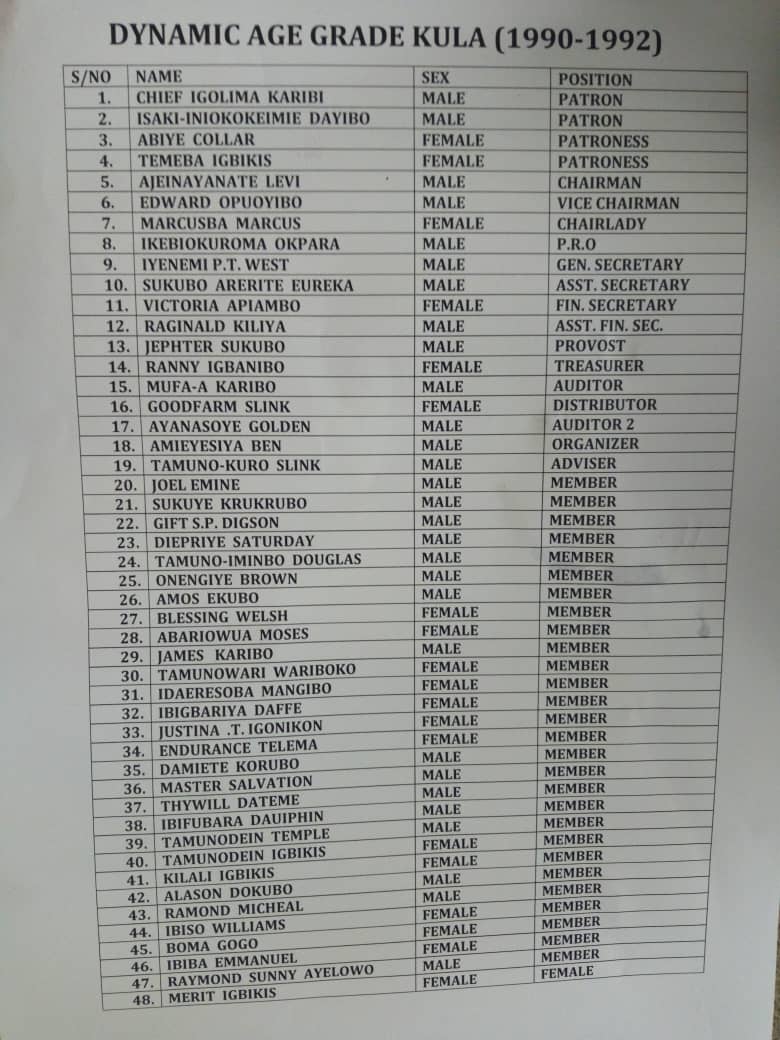 DYNAMIC AGE GRADE KULA (1990-1992)
S/NO NAME SEX POSITION
1. CHIEF IGOLIMA KARIBI MALE PATRON
2. ISAKI-INIOKOKEIMIE DAYIBO MALE PATRON
3. ABIYE COLLAR FEMALE PATRONESS
4. TEMEBA IGBIKIS FEMALE PATRONESS
5. AJEINAYANATE LEVI MALE CHAIRMAN
6. EDWARD OPUOYIBO MALE VICE CHAIRMAN
7. MARCUSBA MARCUS FEMALE CHAIRLADY
8. IKEBIOKUROMA OKPARA MALE P.R.O
9. IYENEMI P.T. WEST MALE GEN. SECRETARY
10. SUKUBO ARERITE EUREKA MALE ASST. SECRETARY
11. VICTORIA APIAMBO FEMALE FIN. SECRETARY
12. RAGINALD KILIYA MALE ASST. FIN. SEC.
13. JEPHTER SUKUBO MALE PROVOST
14. RANNY IGBANIBO FEMALE TREASURER
15. MUFA-A KARIBO MALE AUDITOR
16. GOODFARM SLINK FEMALE DISTRIBUTOR
17. AYANASOYE GOLDEN MALE AUDITOR 2
18. AMIEYESIYA BEN MALE ORGANIZER
19. TAMUNO-KURO SLINK MALE ADVISER
20. JOEL EMINE MALE MEMBER
21. SUKUYE KRUKRUBO MALE MEMBER
22. GIFT S.P. DIGSON MALE MEMBER
23. DIEPRIYE SATURDAY MALE MEMBER
24. TAMUNO-IMINBO DOUGLAS MALE MEMBER
25. ONENGIYE BROWN MALE MEMBER
26. AMOS EKUBO MALE MEMBER
27. BLESSING WELSH FEMALE MEMBER
28. ABARIOWUA MOSES FEMALE MEMBER
29. JAMES KARIBO MALE MEMBER
30. TAMUNOWARI WARIBOKO FEMALE MEMBER
31. IDAERESOBA MANGIBO FEMALE MEMBER
32. IBIGBARIYA DAFFE FEMALE MEMBER
33. JUSTINA .T. IGONIKON FEMALE MEMBER
34. ENDURANCE TELEMA FEMALE MEMBER
35. DAMIETE KORUBO MALE MEMBER
36. MASTER SALVATION MALE MEMBER
37. THYWILL DATEME MALE MEMBER
38. IBIFUBARA DAUIPHIN MALE MEMBER
39. TAMUNODEIN TEMPLE MALE MEMBER
40. TAMUNODEIN IGBIKIS FEMALE MEMBER
41. KILALI IGBIKIS FEMALE MEMBER
42. ALASON DOKUBO MALE MEMBER
43. RAMOND MICHEAL MALE MEMBER
44. IBISO WILLIAMS FEMALE MEMBER
45. BOMA GOGO FEMALE MEMBER
46. IBIBA EMMANUEL FEMALE MEMBER
47. RAYMOND SUNNY AYELOWO MALE MEMBER
48. MERIT IGBIKIS FEMALE FEMALE